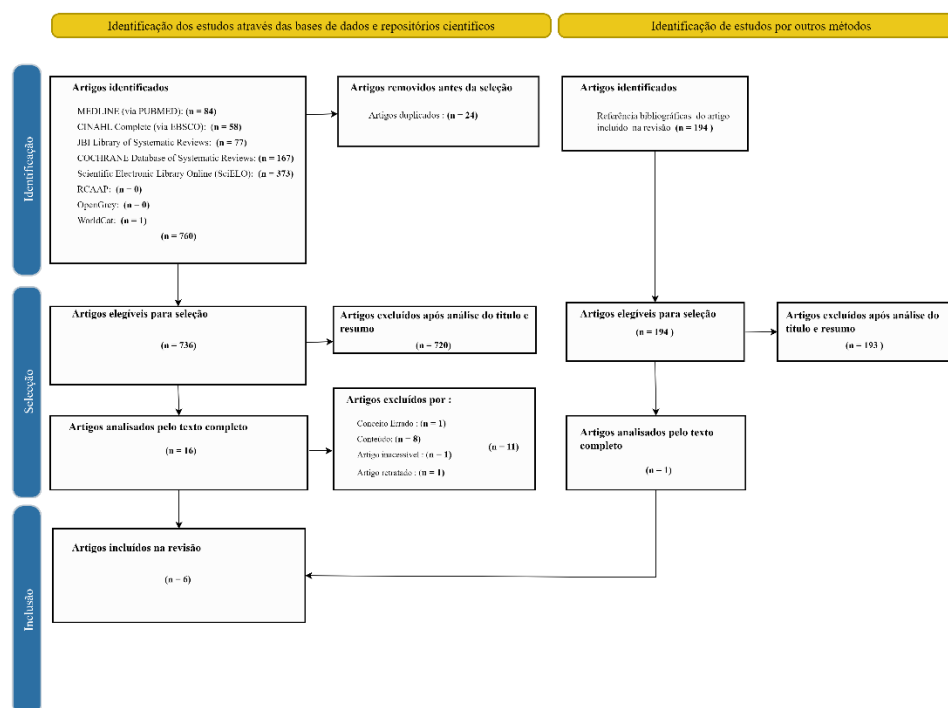 Identificação dos estudos através das bases de dados e repositórios científicos
Identificação de estudos por outros métodos
Identificação
Artigos identificados
MEDLINE (via PUBMED): (n = 84)
CINAHL Complete (via EBSCO): (n = 58)
JBI Library of Systematic Reviews: (n = 77)
COCHRANE Database of Systematic Reviews: (n = 167)
Scientific Electronic Library Online (SciELO): (n = 373)
RCAAP: (n = 0)
OpenGrey: (n = 0)
WorldCat: (n = 1)
(n = 760)
Artigos removidos antes da seleção
Artigos duplicados : (n = 24)
Artigos identificados
Referência bibliográficas do artigo
incluído na revisão (n = 194 )
Selecção
Artigos elegíveis para seleção
(n = 736)
Artigos excluídos após análise do titulo e
resumo
(n = 720)
Artigos elegíveis para seleção
(n = 194 )
Artigos excluídos após análise do
titulo e resumo
(n = 193 )
Artigos analisados pelo texto completo
(n = 16)
Artigos excluídos por :
Conceito Errado : (n = 1)
Conteúdo: (n = 8)
Artigo inacessível : (n = 1)
Artigo retratado : (n = 1)
(n = 11)
Artigos analisados pelo texto
completo
(n = 1)
Inclusão
Artigos incluídos na revisão
(n = 6)